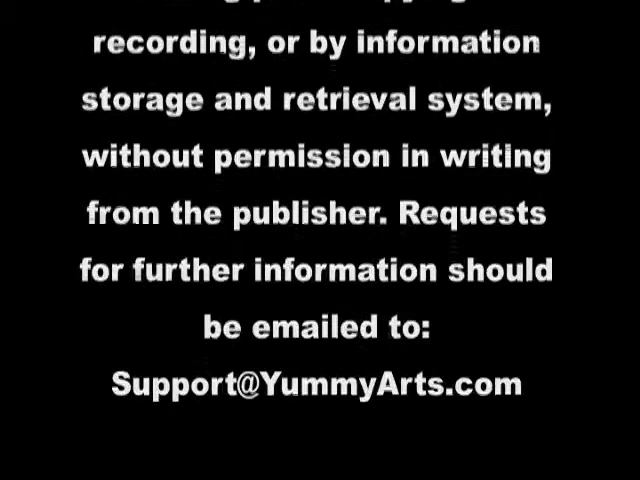 recording, or by information
storage and retrieval system,
without permission in writing
from the publisher. Requests
for further information should
be emailed to:
Support@YummyArts.com